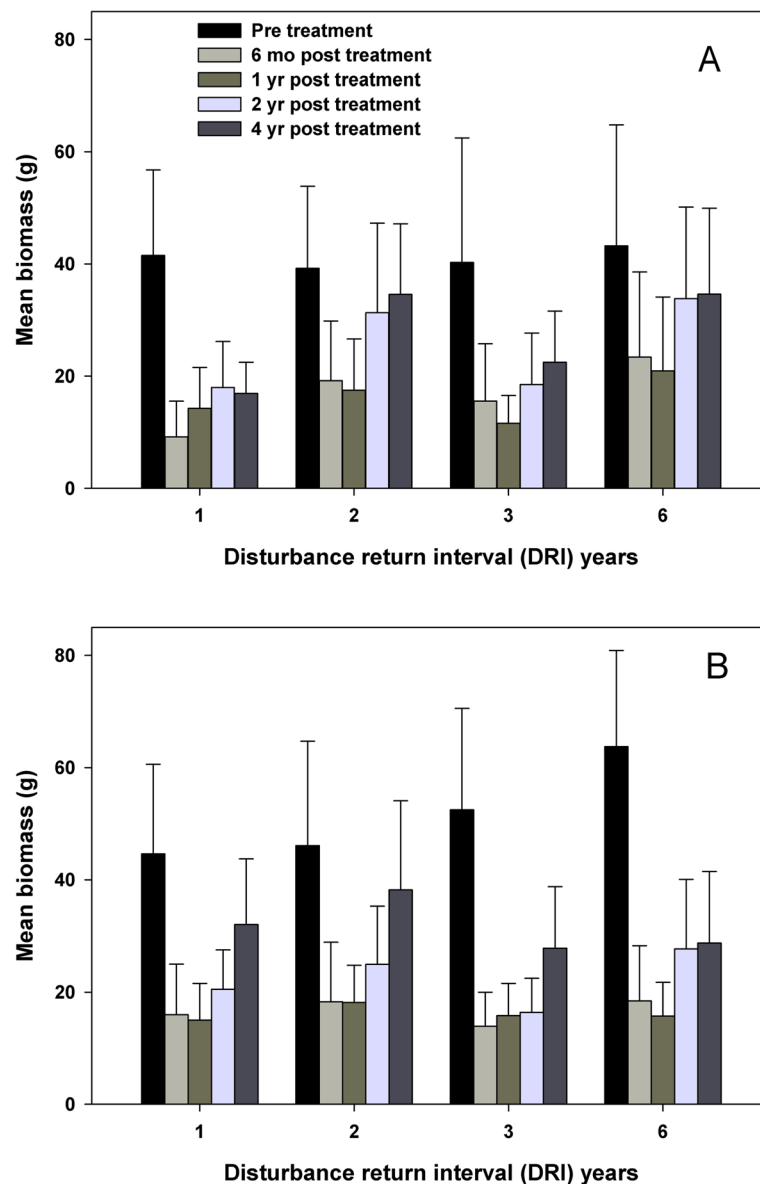 80
60
40
20
0
Mean biomass (g)
Pre treatment
6 mo post treatment
1 yr post treatment
2 yr post treatment
4 yr post treatment
A
1 2 3 6
Disturbance return interval (DRI) years
80
60
40
20
0
Mean biomass (g)
B
1 2 3 6
Disturbance return interval (DRI) years